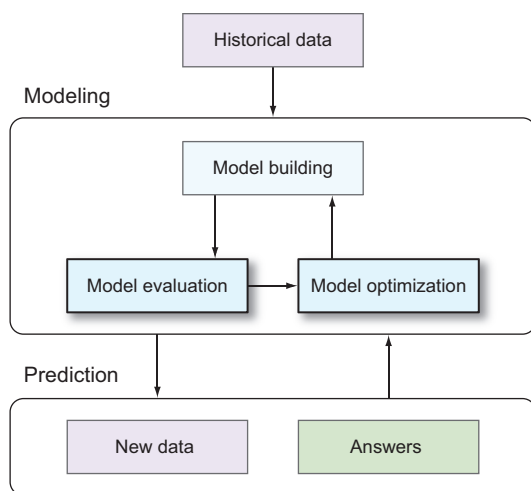 Historical data
Modeling
Model building
Model evaluation
Model optimization
Prediction
New data
Answers